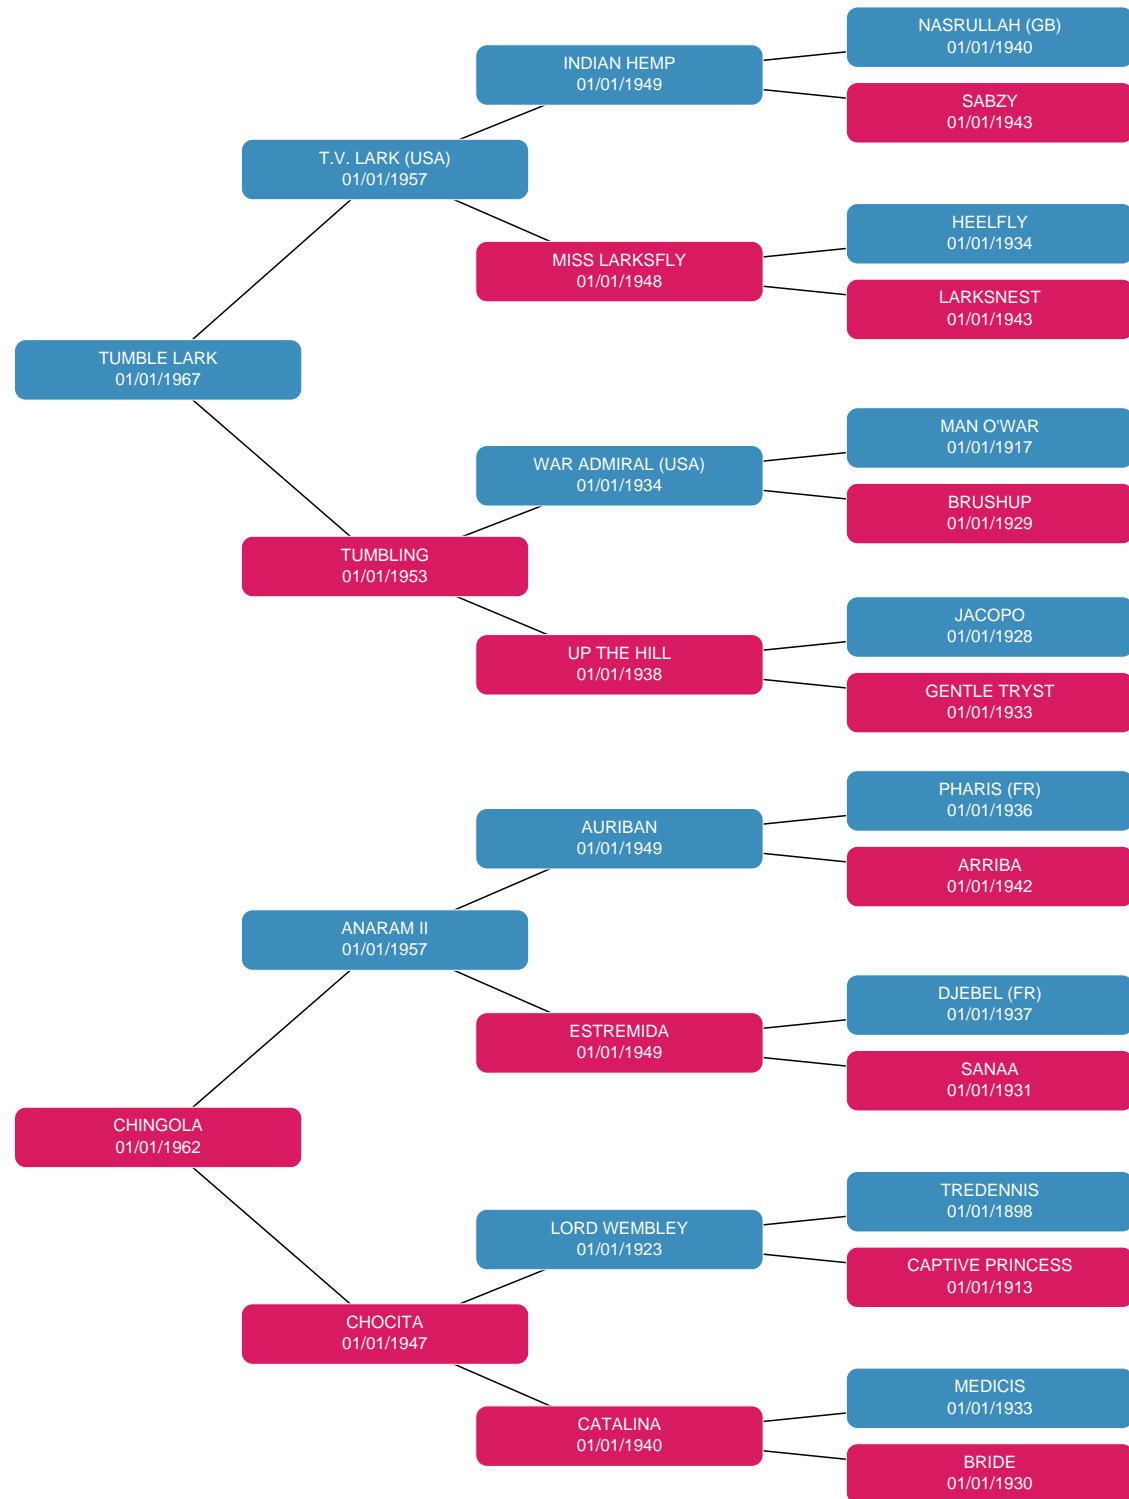 NASRULLAH (GB)
01/01/1940
INDIAN HEMP
01/01/1949
SABZY
01/01/1943
T.V. LARK (USA)
01/01/1957
HEELFLY
01/01/1934
MISS LARKSFLY
01/01/1948
LARKSNEST
01/01/1943
TUMBLE LARK
01/01/1967
MAN O'WAR
01/01/1917
WAR ADMIRAL (USA)
01/01/1934
BRUSHUP
01/01/1929
TUMBLING
01/01/1953
JACOPO
01/01/1928
UP THE HILL
01/01/1938
GENTLE TRYST
01/01/1933
PHARIS (FR)
01/01/1936
AURIBAN
01/01/1949
ARRIBA
01/01/1942
ANARAM II
01/01/1957
DJEBEL (FR)
01/01/1937
ESTREMIDA
01/01/1949
SANAA
01/01/1931
CHINGOLA
01/01/1962
TREDENNIS
01/01/1898
LORD WEMBLEY
01/01/1923
CAPTIVE PRINCESS
01/01/1913
CHOCITA
01/01/1947
MEDICIS
01/01/1933
CATALINA
01/01/1940
BRIDE
01/01/1930